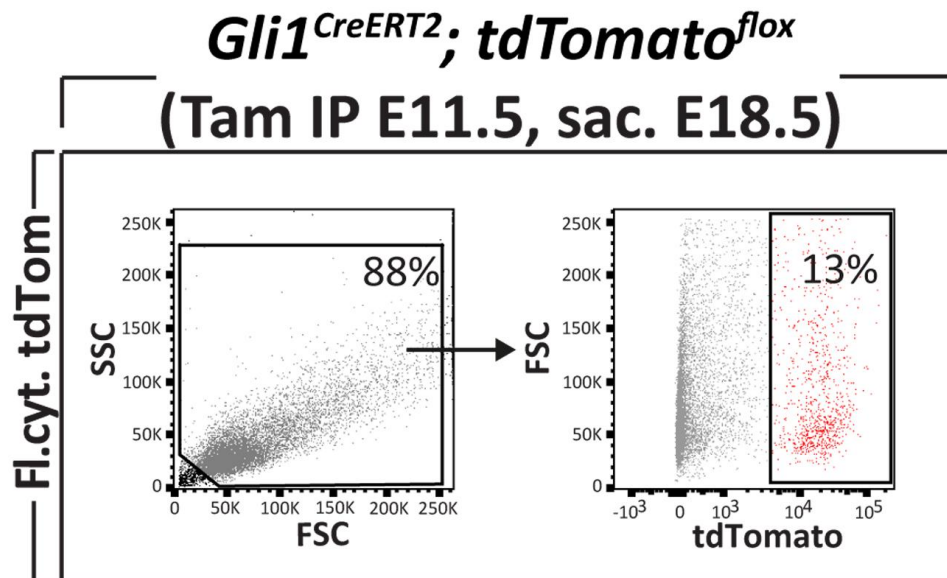 Gli1CreERT2; tdTomatoflox
(Tam IP E11.5, sac. E18.5)
Fl.cyt. tdTom
SSC
250K
200K
150K
100K
50K
0
88%
0 50K 100K 150K 200K 250K
FSC
FSC
250K
200K
150K
100K
50K
0
13%
-10³ 0 10³ 10⁴ 10⁵
tdTomato